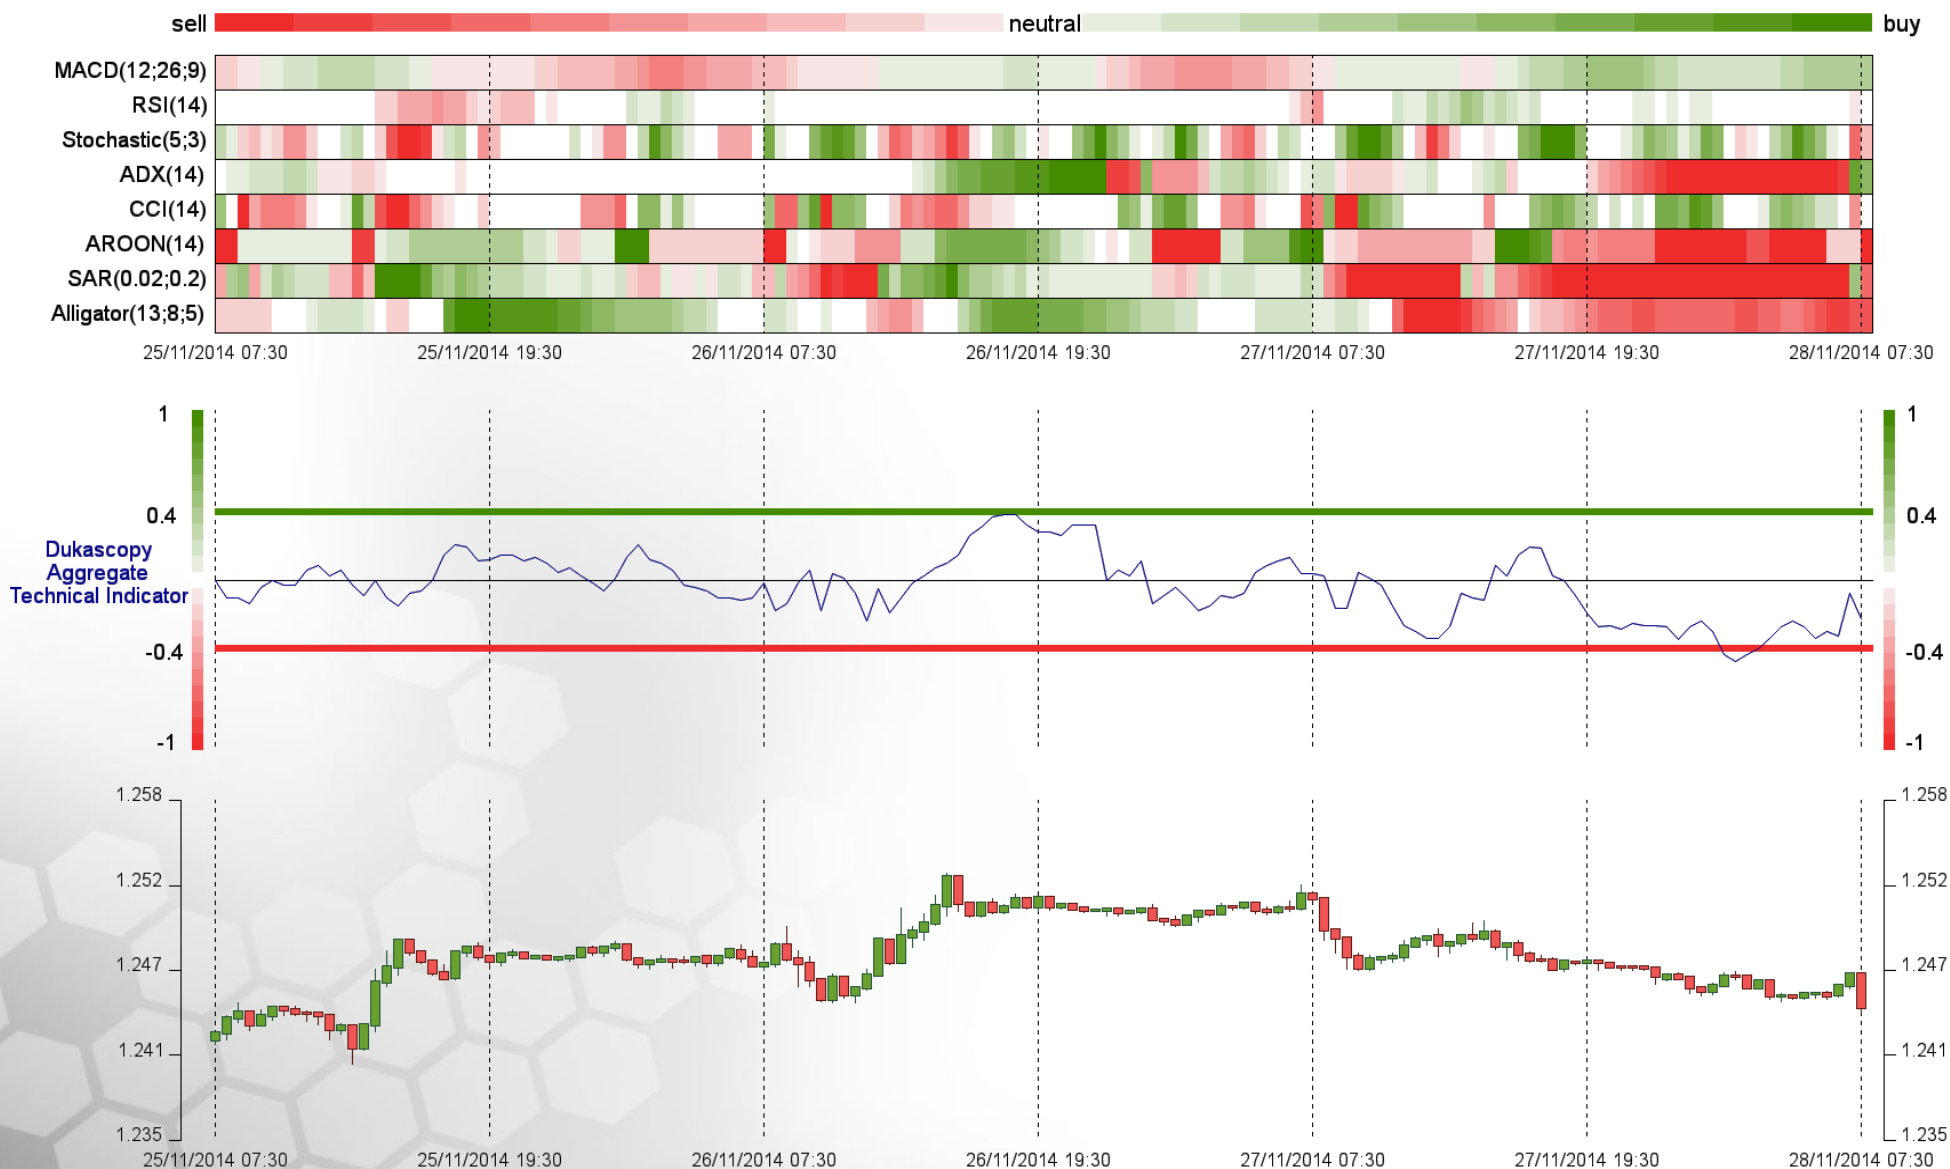 sell neutral buy
MACD(12;26;9)
RSI(14)
Stochastic(5;3)
ADX(14)
CCI(14)
AROON(14)
SAR(0.02;0.2)
Alligator(13;8;5)
25/11/2014 07:30 25/11/2014 19:30 26/11/2014 07:30 26/11/2014 19:30 27/11/2014 07:30 27/11/2014 19:30 28/11/2014 07:30
1 1
0.4 0.4
Dukascopy
Aggregate
Technical Indicator
-0.4 -0.4
-1 -1
1.258 1.258
1.252 1.252
1.247 1.247
1.241 1.241
1.235 1.235
25/11/2014 07:30 25/11/2014 19:30 26/11/2014 07:30 26/11/2014 19:30 27/11/2014 07:30 27/11/2014 19:30 28/11/2014 07:30